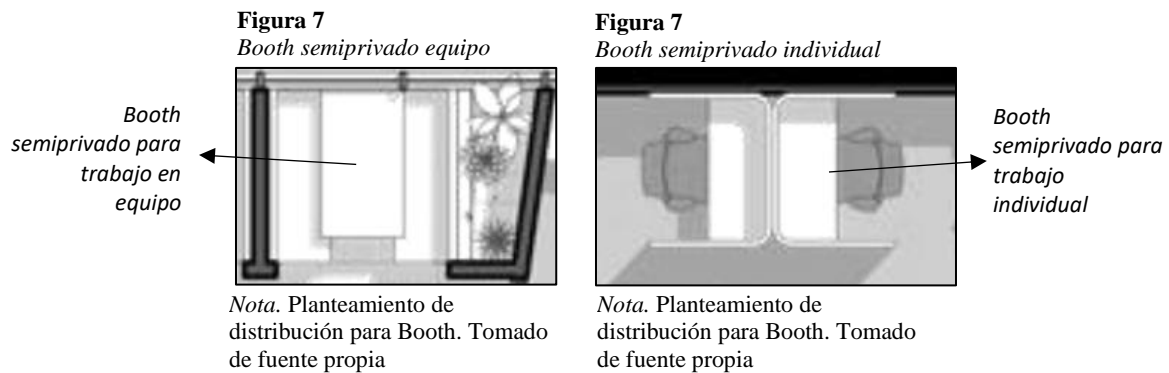 Figura 7
Booth semiprivado equipo
Booth
semiprivado para
trabajo en
equipo
Nota. Planteamiento de
distribución para Booth. Tomado
de fuente propia
Figura 7
Booth semiprivado individual
Booth
semiprivado para
trabajo
individual
Nota. Planteamiento de
distribución para Booth. Tomado
de fuente propia